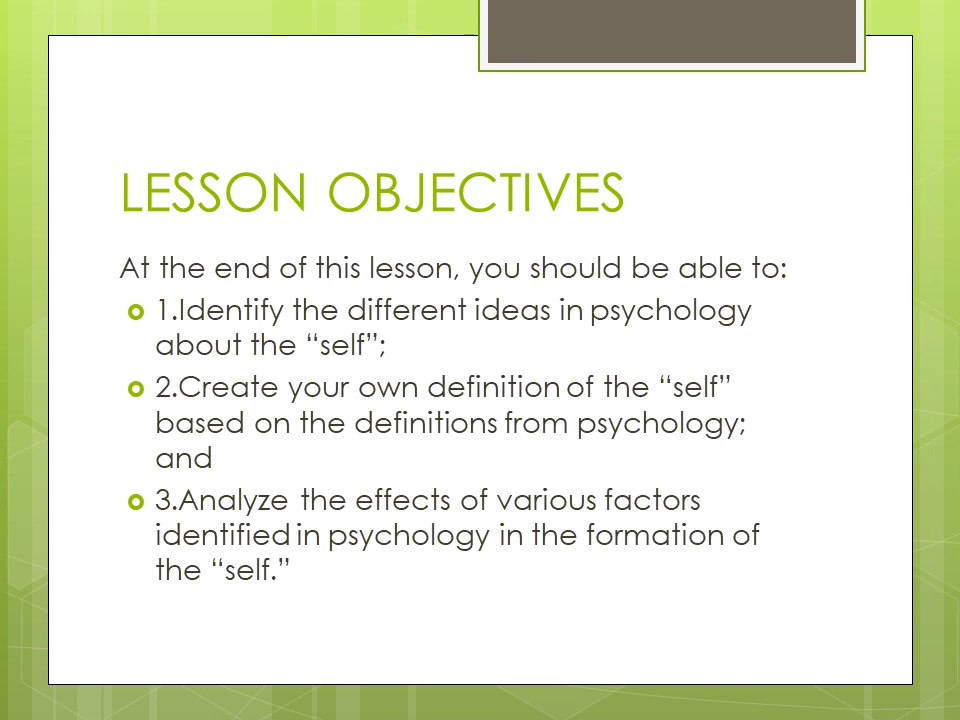 LESSON OBJECTIVES
At the end of this lesson, you should be able to:
1.Identify the different ideas in psychology
about the “self”;
2.Create your own definition of the “self”
based on the definitions from psychology;
and
3.Analyze the effects of various factors
identified in psychology in the formation of
the “self.”